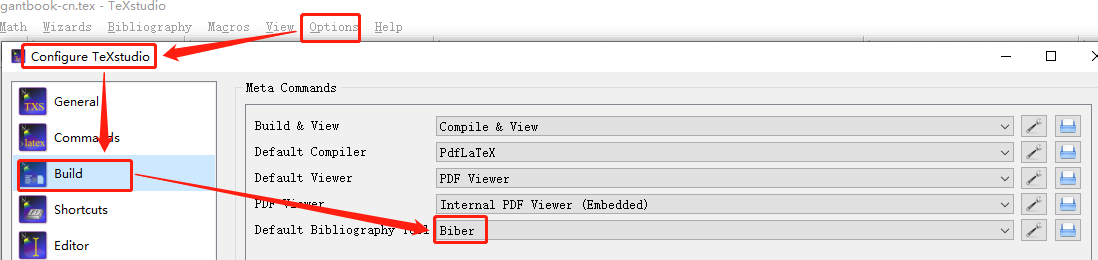 gantbook-cn.tex - TeXstudio
Math Wizards Bibliography Macros View Options Help
Configure TeXstudio
General
Commands
Build
Shortcuts
Editor
Meta Commands
Build & View Compile & View
Default Compiler PdfLaTeX
Default Viewer PDF Viewer
PDF Viewer Internal PDF Viewer (Embedded)
Default Bibliography Tool Biber